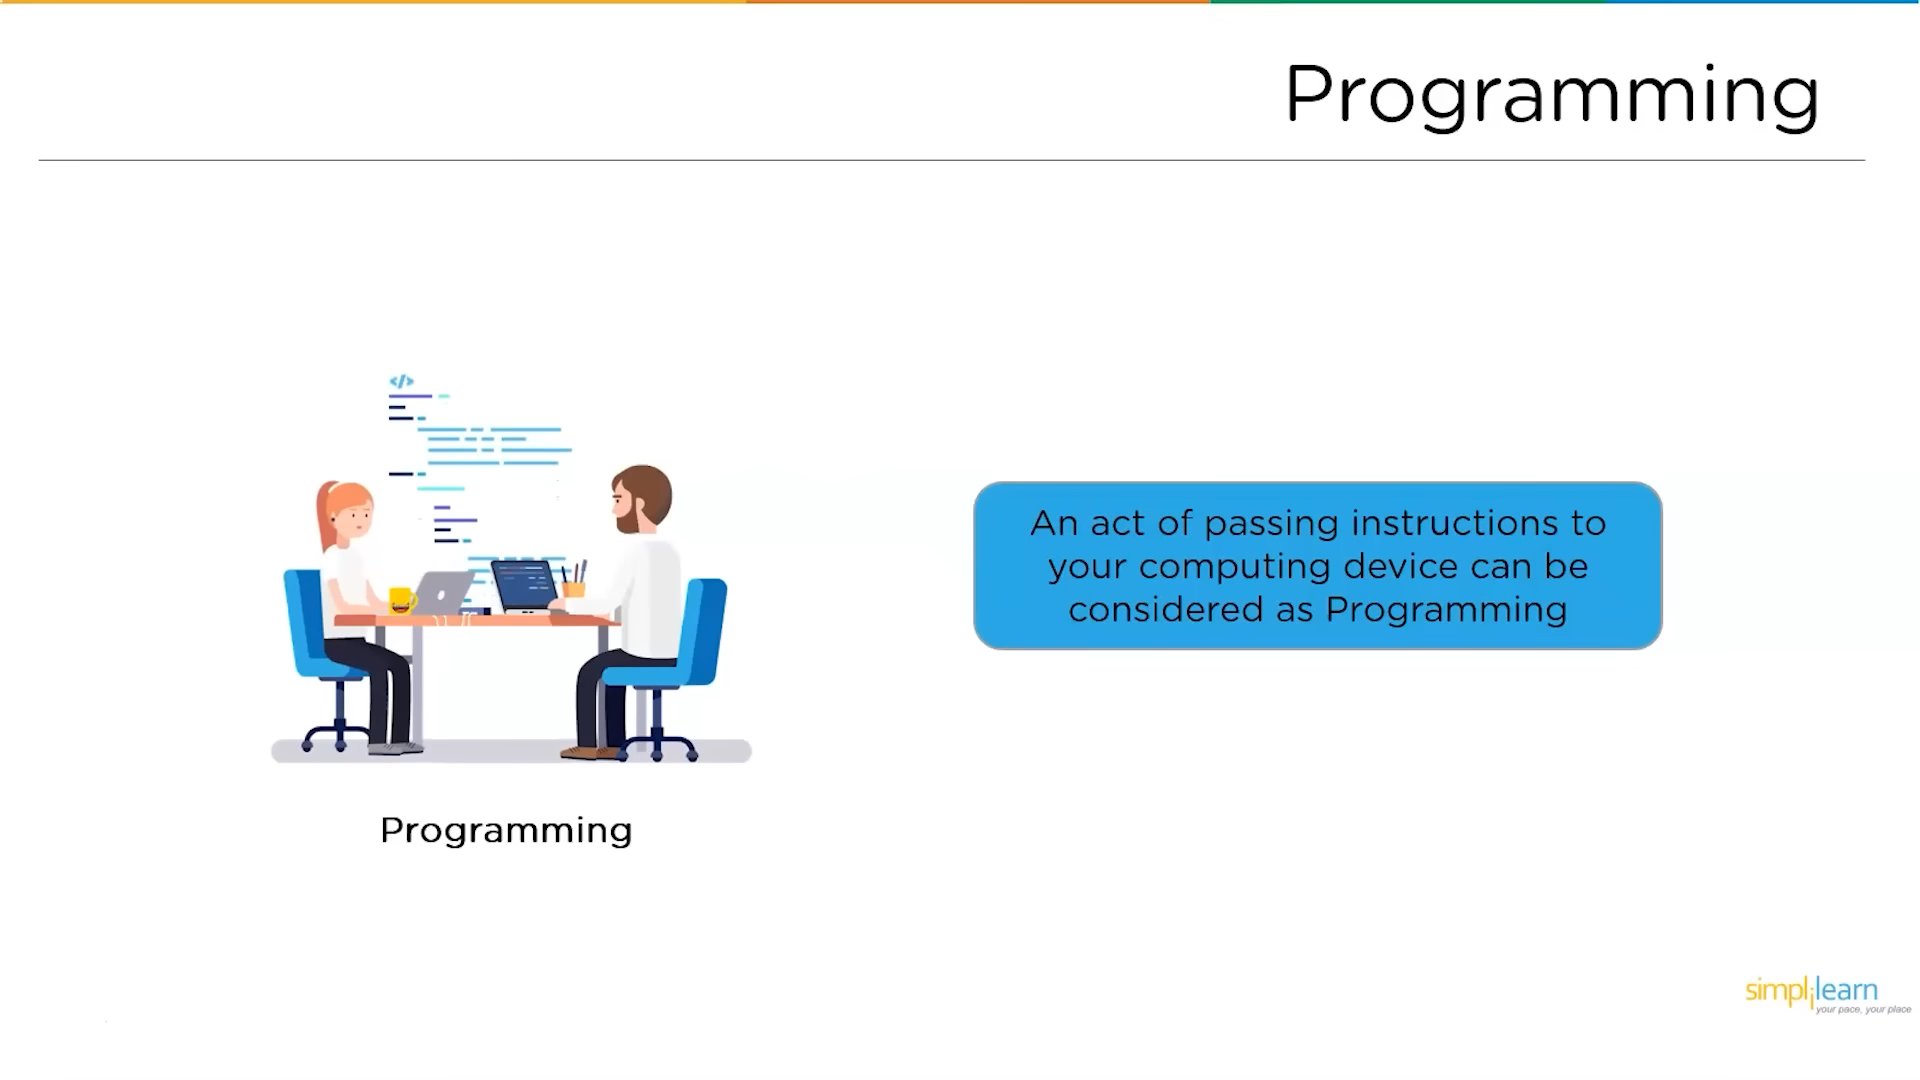 Programming
</>
An act of passing instructions to
your computing device can be
considered as Programming
Programming
simplilearn
your pace, your place